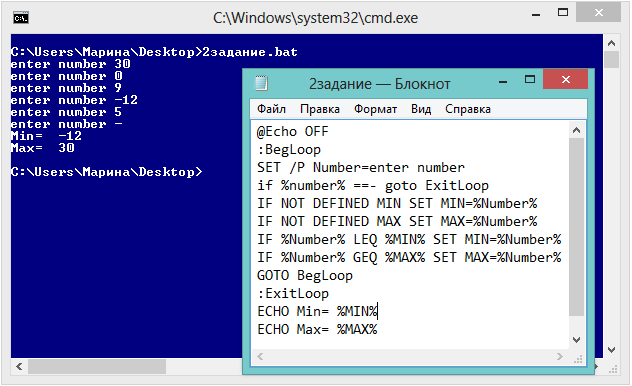 C:\Windows\system32\cmd.exe
C:\Users\Марина\Desktop>2задание.bat
enter number 30
enter number 0
enter number 9
enter number -12
enter number 5
enter number -
Min=  -12
Max=  30
C:\Users\Марина\Desktop>
2задание — Блокнот
Файл Правка Формат Вид Справка
@Echo OFF
:BegLoop
SET /P Number=enter number
if %number% ==- goto ExitLoop
IF NOT DEFINED MIN SET MIN=%Number%
IF NOT DEFINED MAX SET MAX=%Number%
IF %Number% LEQ %MIN% SET MIN=%Number%
IF %Number% GEQ %MAX% SET MAX=%Number%
GOTO BegLoop
:ExitLoop
ECHO Min= %MIN%
ECHO Max= %MAX%